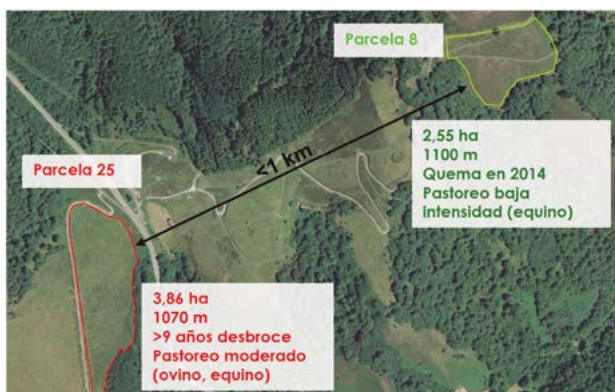 Parcela 8
<1 km
2,55 ha
1100 m
Quema en 2014
Pastoreo baja
intensidad (equino)
Parcela 25
3,86 ha
1070 m
>9 años desbroce
Pastoreo moderado
(ovino, equino)